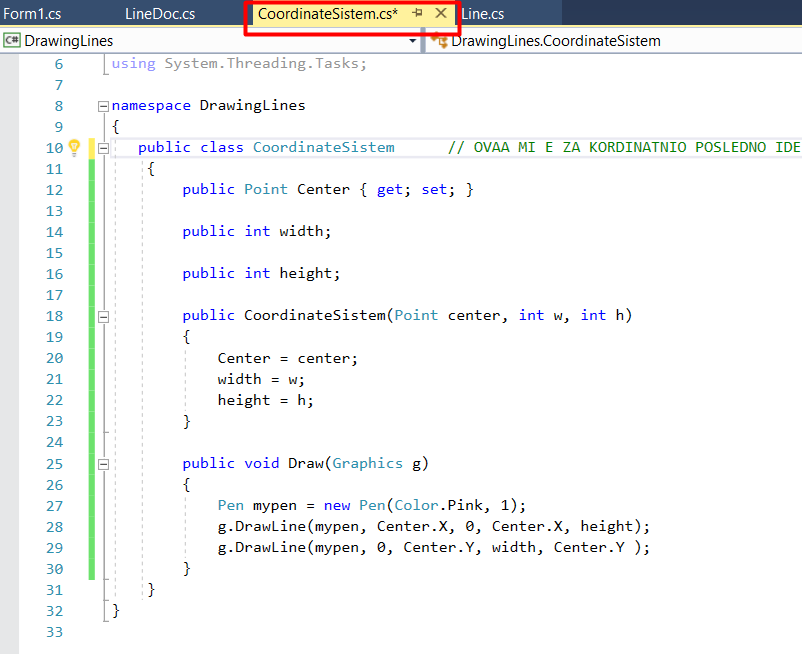 Form1.cs LineDoc.cs CoordinateSistem.cs* Line.cs
C# DrawingLines DrawingLines.CoordinateSistem
6 using System.Threading.Tasks;
7
8 namespace DrawingLines
9 {
10 public class CoordinateSistem // OVAA MI E ZA KORDINATNIO POSLEDNO IDE
11 {
12 public Point Center { get; set; }
13
14 public int width;
15
16 public int height;
17
18 public CoordinateSistem(Point center, int w, int h)
19 {
20 Center = center;
21 width = w;
22 height = h;
23 }
24
25 public void Draw(Graphics g)
26 {
27 Pen mypen = new Pen(Color.Pink, 1);
28 g.DrawLine(mypen, Center.X, 0, Center.X, height);
29 g.DrawLine(mypen, 0, Center.Y, width, Center.Y );
30 }
31 }
32 }
33